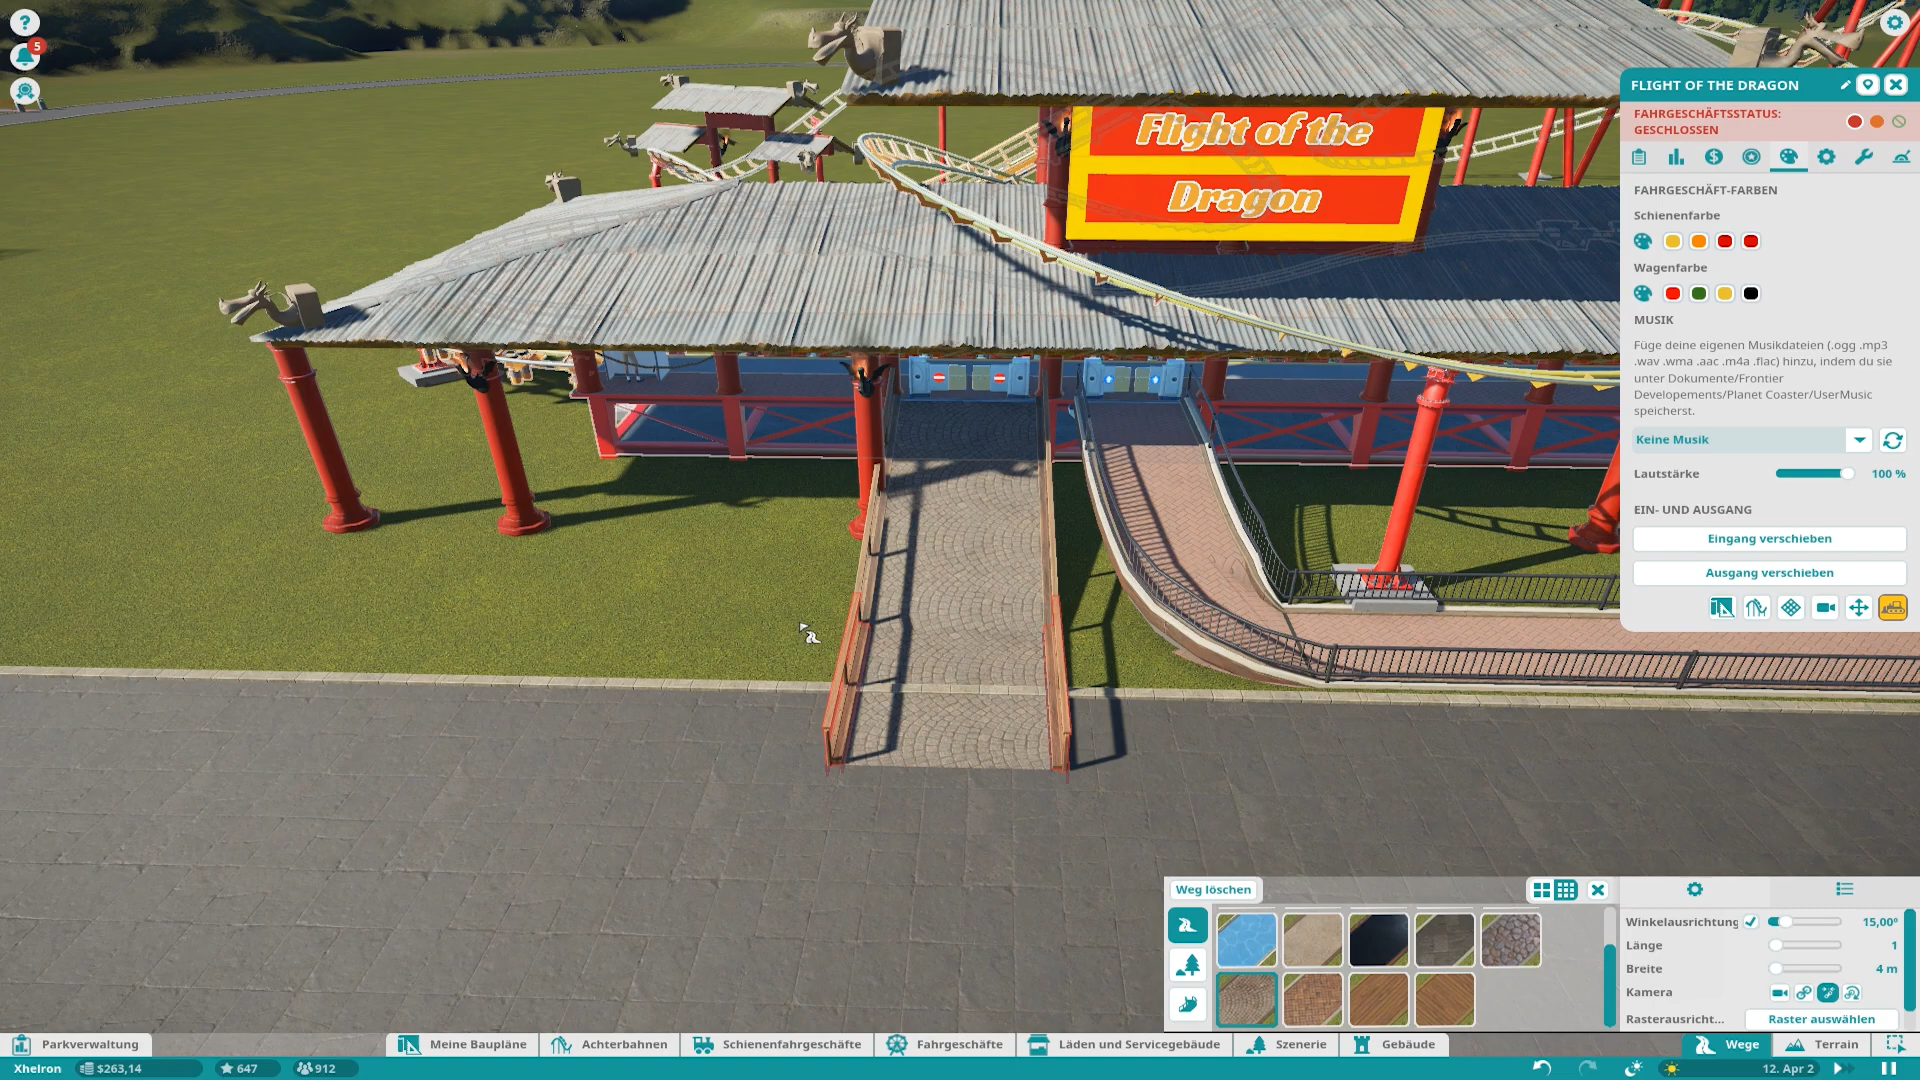 ?
5
Flight of the
Dragon
FLIGHT OF THE DRAGON
FAHRGESCHÄFTSSTATUS:
GESCHLOSSEN
FAHRGESCHÄFT-FARBEN
Schienenfarbe
Wagenfarbe
MUSIK
Füge deine eigenen Musikdateien (.ogg .mp3
.wav .wma .aac .m4a .flac) hinzu, indem du sie
unter Dokumente/Frontier
Developements/Planet Coaster/UserMusic
speicherst.
Keine Musik
Lautstärke 100 %
EIN- UND AUSGANG
Eingang verschieben
Ausgang verschieben
Weg löschen
Winkelausrichtung 15,00°
Länge 1
Breite 4 m
Kamera
Rasterausricht... Raster auswählen
Parkverwaltung Meine Baupläne Achterbahnen Schienenfahrgeschäfte Fahrgeschäfte Läden und Servicegebäude Szenerie Gebäude Wege Terrain
Xhelron $263,14 647 912 12. Apr 2